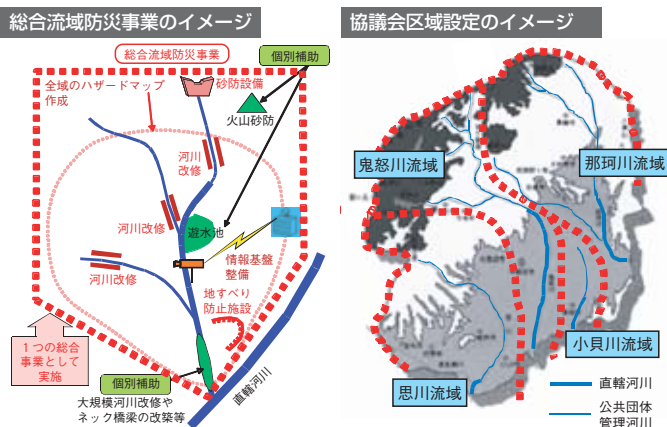 総合流域防災事業のイメージ
総合流域防災事業
個別補助
全域のハザードマップ
作成
砂防設備
火山砂防
河川
改修
河川改修
遊水池
河川改修
情報基盤
整備
地すべり
防止施設
1つの総合
事業として
実施
個別補助
大規模河川改修や
ネック橋梁の改築等
直轄河川
協議会区域設定のイメージ
鬼怒川流域
那珂川流域
小貝川流域
思川流域
直轄河川
公共団体
管理河川